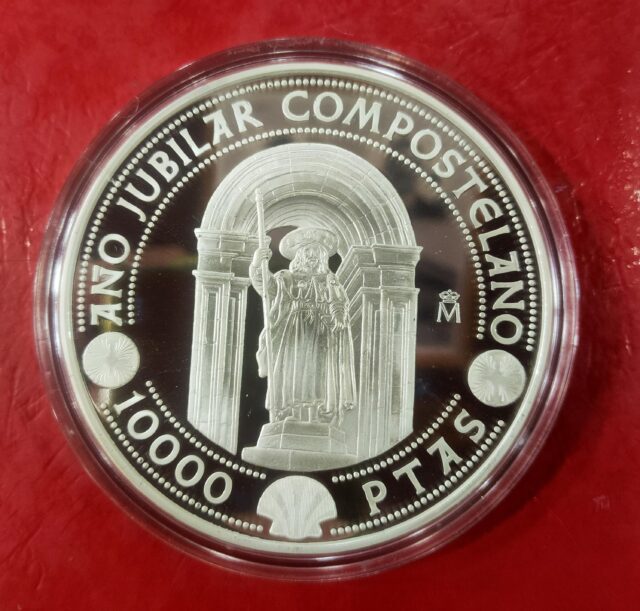 AÑO JUBILAR COMPOSTELANO
M
10000 PTAS